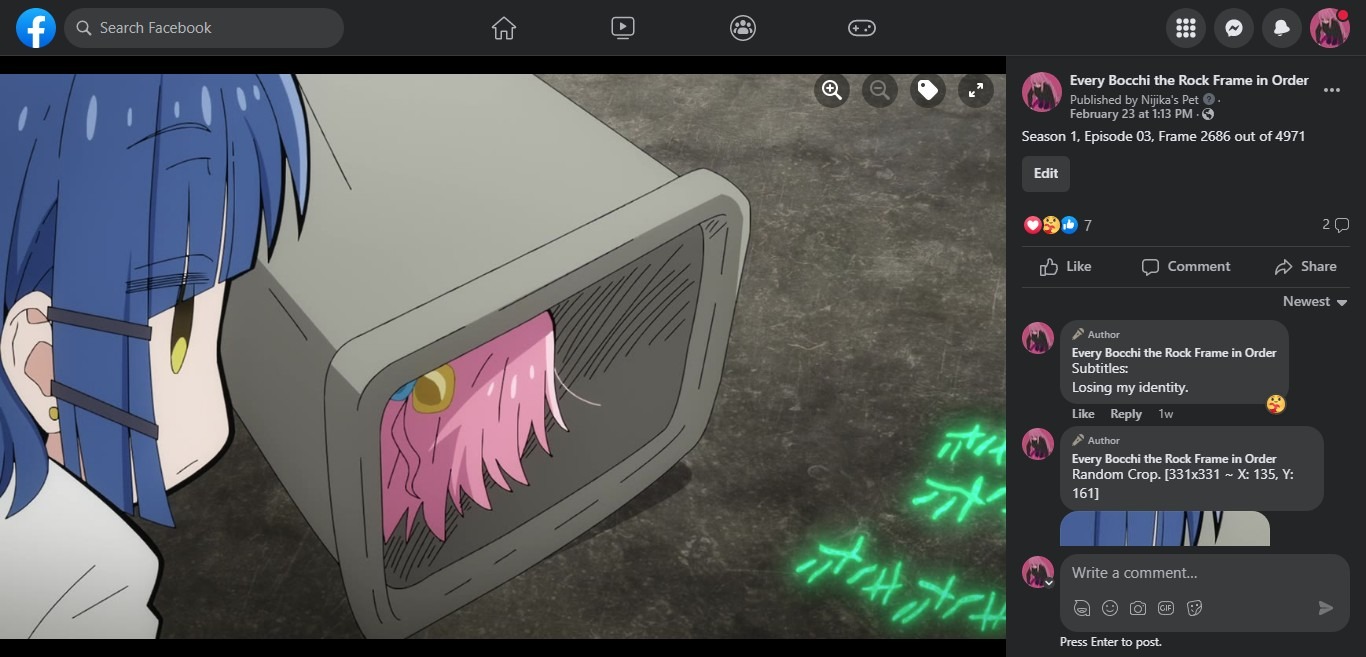 Search Facebook
Every Bocchi the Rock Frame in Order
Published by Nijika's Pet ·
February 23 at 1:13 PM ·
Season 1, Episode 03, Frame 2686 out of 4971
Edit
7
2
Like
Comment
Share
Newest
Author
Every Bocchi the Rock Frame in Order
Subtitles:
Losing my identity.
Like Reply 1w
Author
Every Bocchi the Rock Frame in Order
Random Crop. [331x331 ~ X: 135, Y:
161]
Write a comment...
GIF
Press Enter to post.